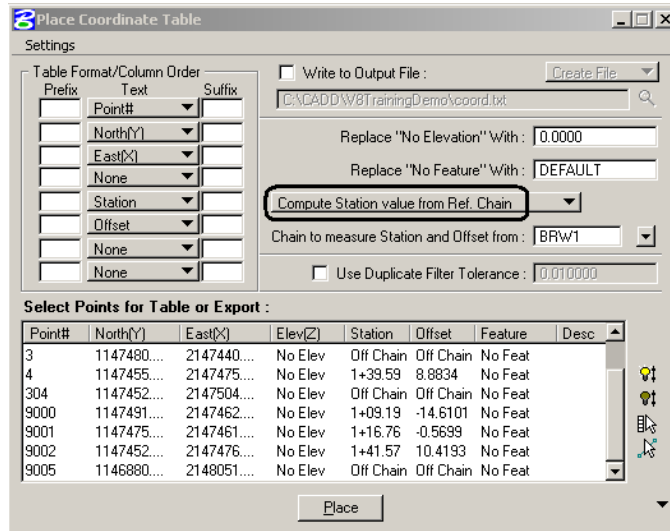 Place Coordinate Table
Settings
Table Format/Column Order
Prefix Text Suffix
Point#
North(Y)
East(X)
None
Station
Offset
None
None
Write to Output File :
Create File
C:\CADD\V8TrainingDemo\coord.txt
Replace "No Elevation" With : 0.0000
Replace "No Feature" With : DEFAULT
Compute Station value from Ref. Chain
Chain to measure Station and Offset from : BRW1
Use Duplicate Filter Tolerance : 0.010000
Select Points for Table or Export :
Point# North(Y) East(X) Elev(Z) Station Offset Feature Desc
3 1147480.... 2147440.... No Elev Off Chain Off Chain No Feat
4 1147455.... 2147475.... No Elev 1+39.59 8.8834 No Feat
304 1147452.... 2147504.... No Elev Off Chain Off Chain No Feat
9000 1147491.... 2147462.... No Elev 1+09.19 -14.6101 No Feat
9001 1147475.... 2147461.... No Elev 1+16.76 -0.5699 No Feat
9002 1147452.... 2147476.... No Elev 1+41.57 10.4193 No Feat
9005 1146880.... 2148051.... No Elev Off Chain Off Chain No Feat
Place